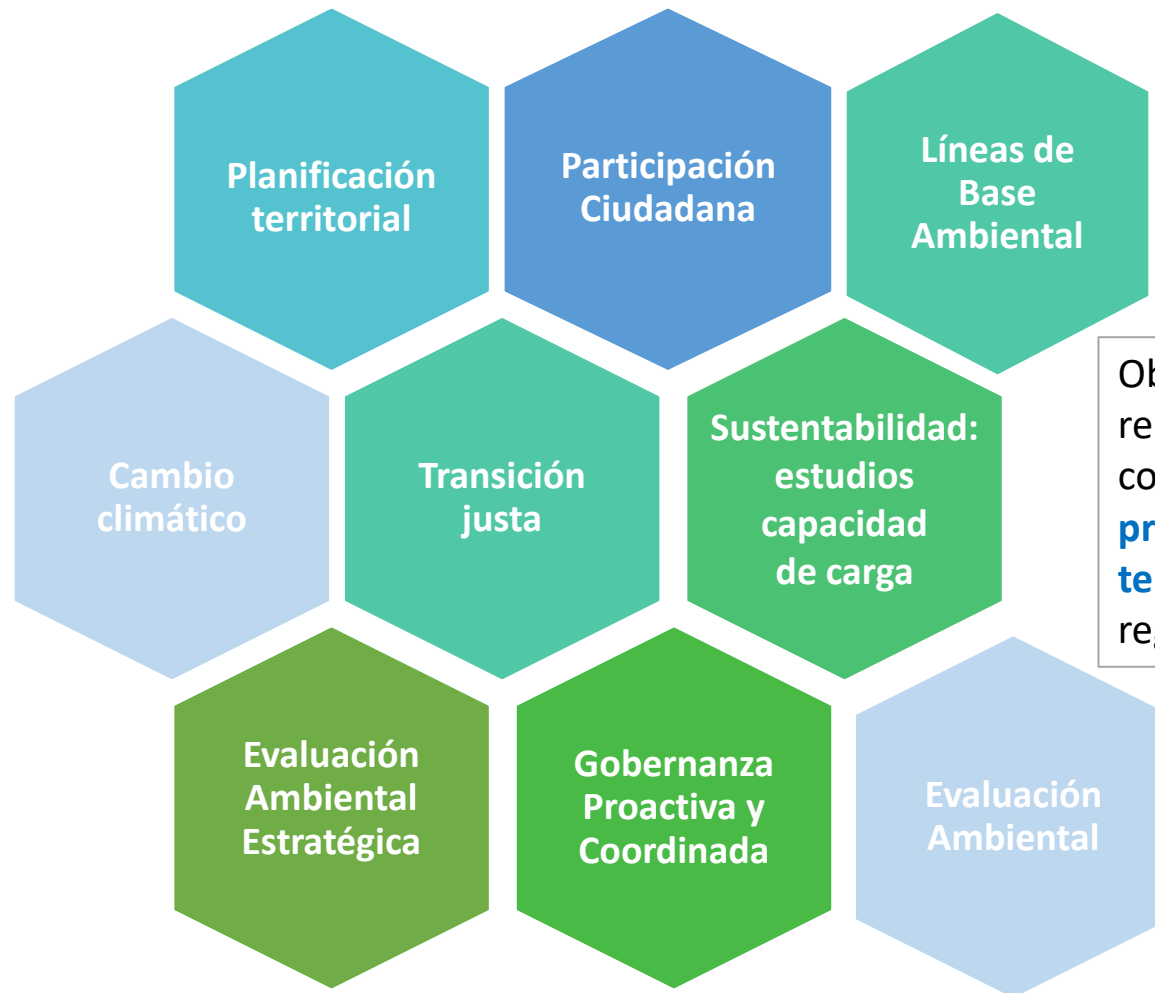 Planificación
territorial
Participación
Ciudadana
Líneas de
Base
Ambiental
Cambio
climático
Transición
justa
Sustentabilidad:
estudios
capacidad
de carga
Evaluación
Ambiental
Estratégica
Gobernanza
Proactiva y
Coordinada
Evaluación
Ambiental